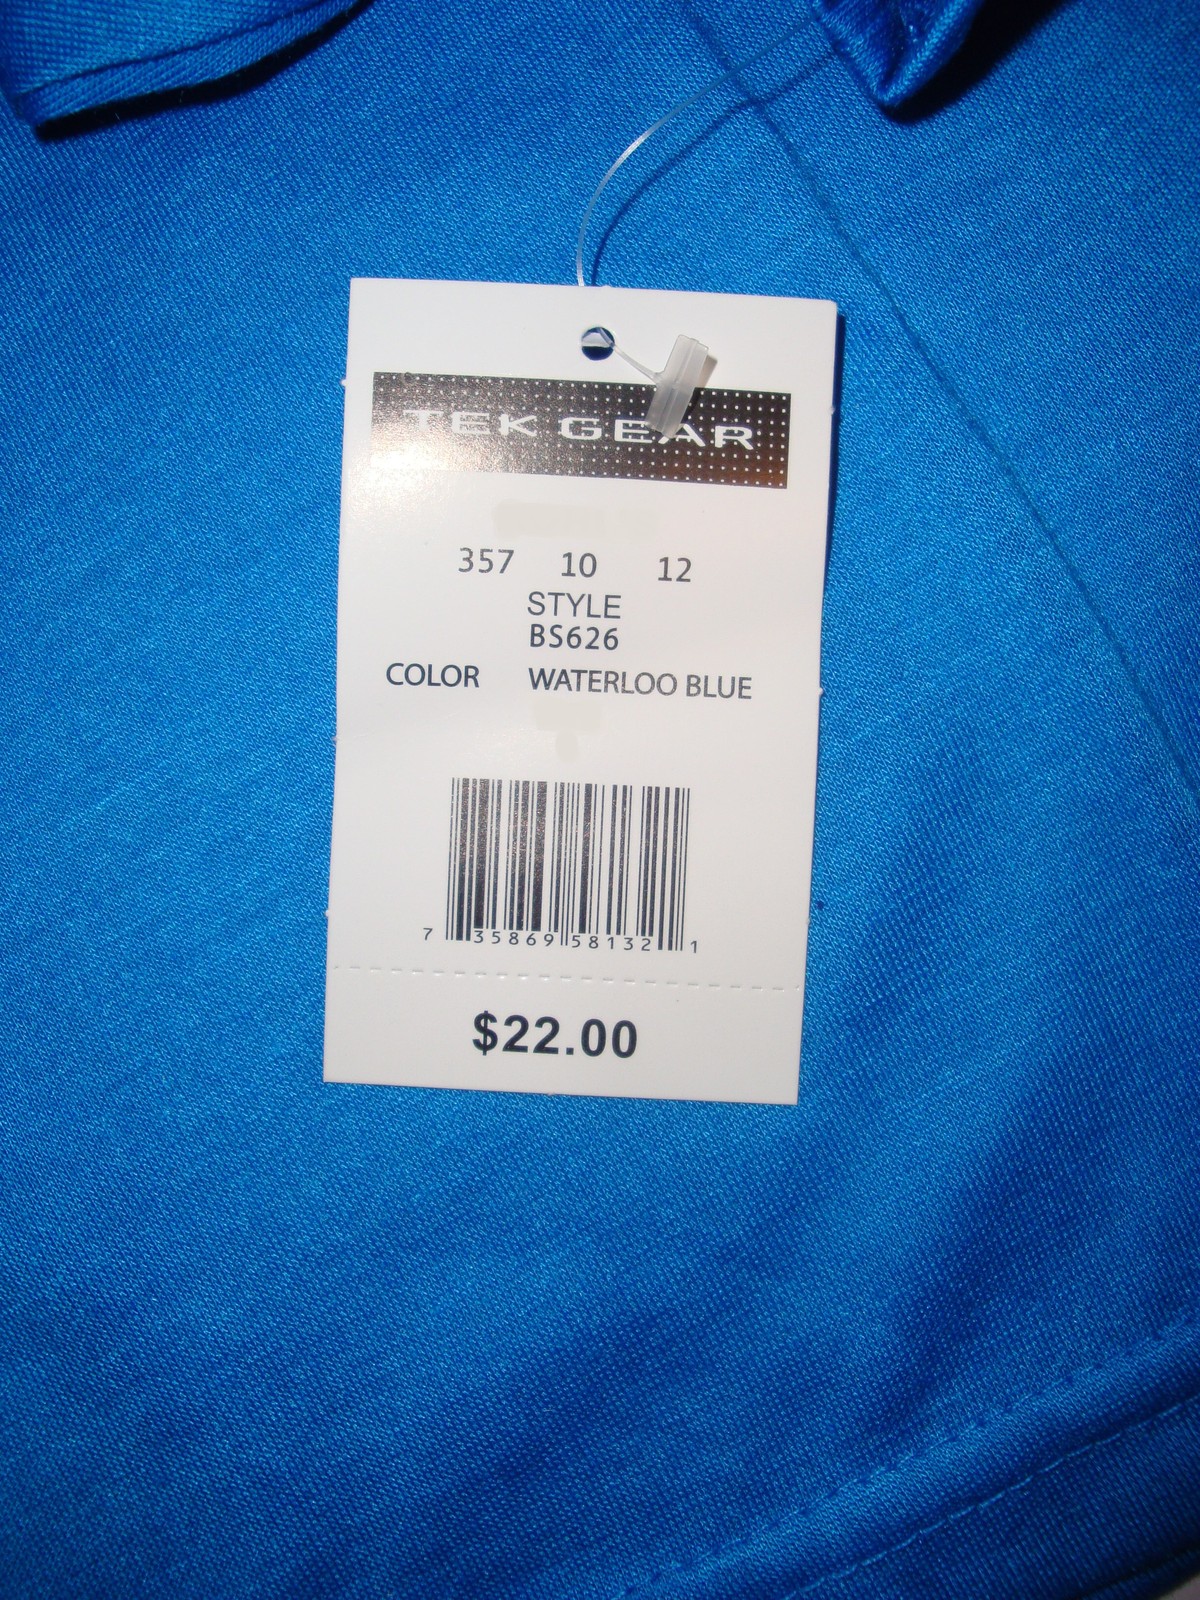 TEK GEAR
357 10 12
STYLE
BS626
COLOR WATERLOO BLUE
7 35869 58132 1
$22.00